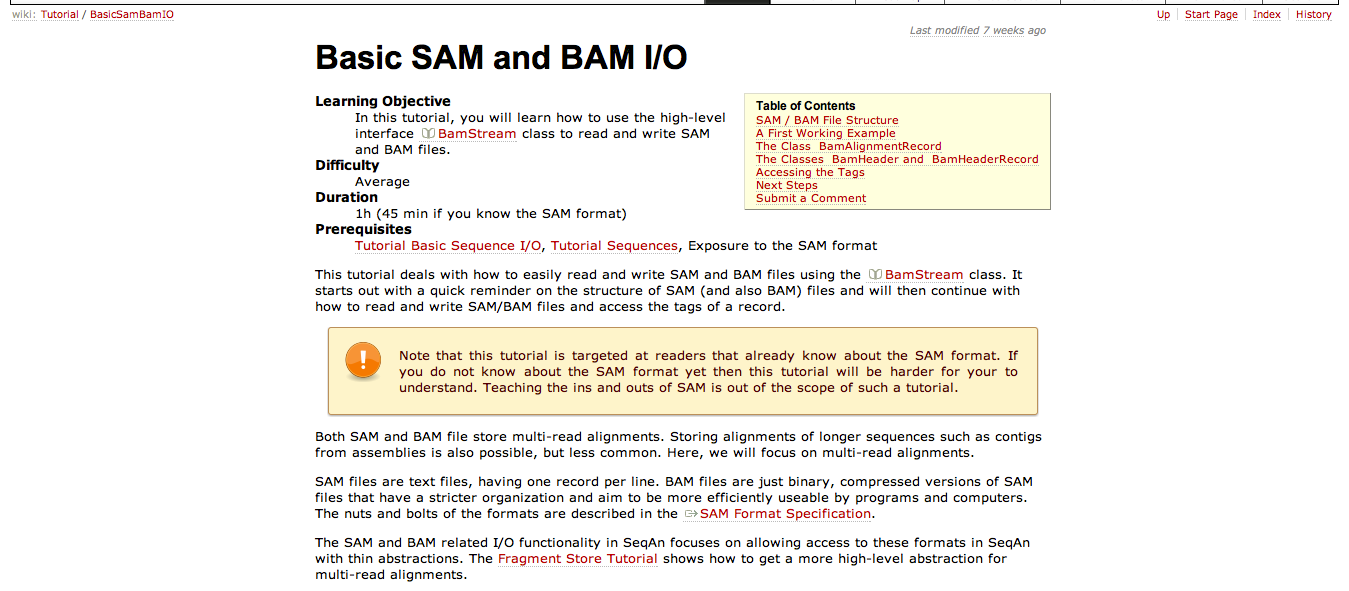 wiki: Tutorial / BasicSamBamIO
Up Start Page Index History
Last modified 7 weeks ago
Basic SAM and BAM I/O
Learning Objective
In this tutorial, you will learn how to use the high-level
interface BamStream class to read and write SAM
and BAM files.
Difficulty
Average
Duration
1h (45 min if you know the SAM format)
Prerequisites
Tutorial Basic Sequence I/O, Tutorial Sequences, Exposure to the SAM format
Table of Contents
SAM / BAM File Structure
A First Working Example
The Class BamAlignmentRecord
The Classes BamHeader and BamHeaderRecord
Accessing the Tags
Next Steps
Submit a Comment
This tutorial deals with how to easily read and write SAM and BAM files using the BamStream class. It
starts out with a quick reminder on the structure of SAM (and also BAM) files and will then continue with
how to read and write SAM/BAM files and access the tags of a record.
Note that this tutorial is targeted at readers that already know about the SAM format. If
you do not know about the SAM format yet then this tutorial will be harder for your to
understand. Teaching the ins and outs of SAM is out of the scope of such a tutorial.
Both SAM and BAM file store multi-read alignments. Storing alignments of longer sequences such as contigs
from assemblies is also possible, but less common. Here, we will focus on multi-read alignments.
SAM files are text files, having one record per line. BAM files are just binary, compressed versions of SAM
files that have a stricter organization and aim to be more efficiently useable by programs and computers.
The nuts and bolts of the formats are described in the SAM Format Specification.
The SAM and BAM related I/O functionality in SeqAn focuses on allowing access to these formats in SeqAn
with thin abstractions. The Fragment Store Tutorial shows how to get a more high-level abstraction for
multi-read alignments.